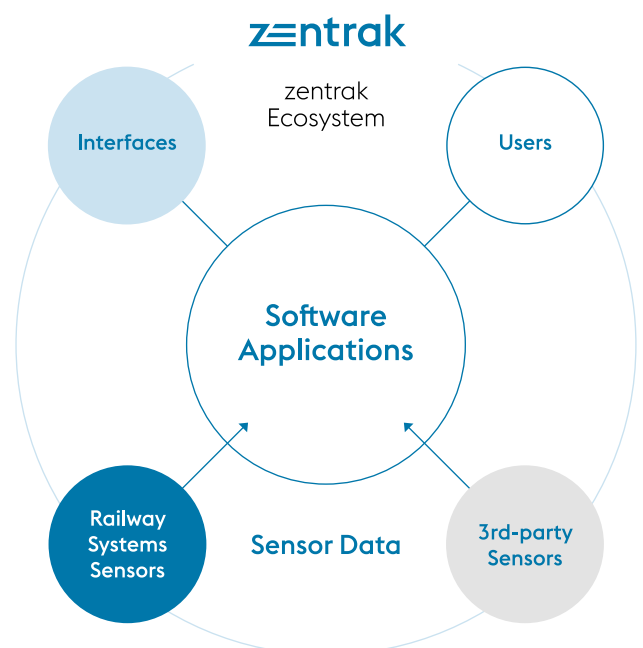 zentrak
zentrak
Ecosystem
Interfaces
Users
Software
Applications
Railway
Systems
Sensors
Sensor Data
3rd-party
Sensors